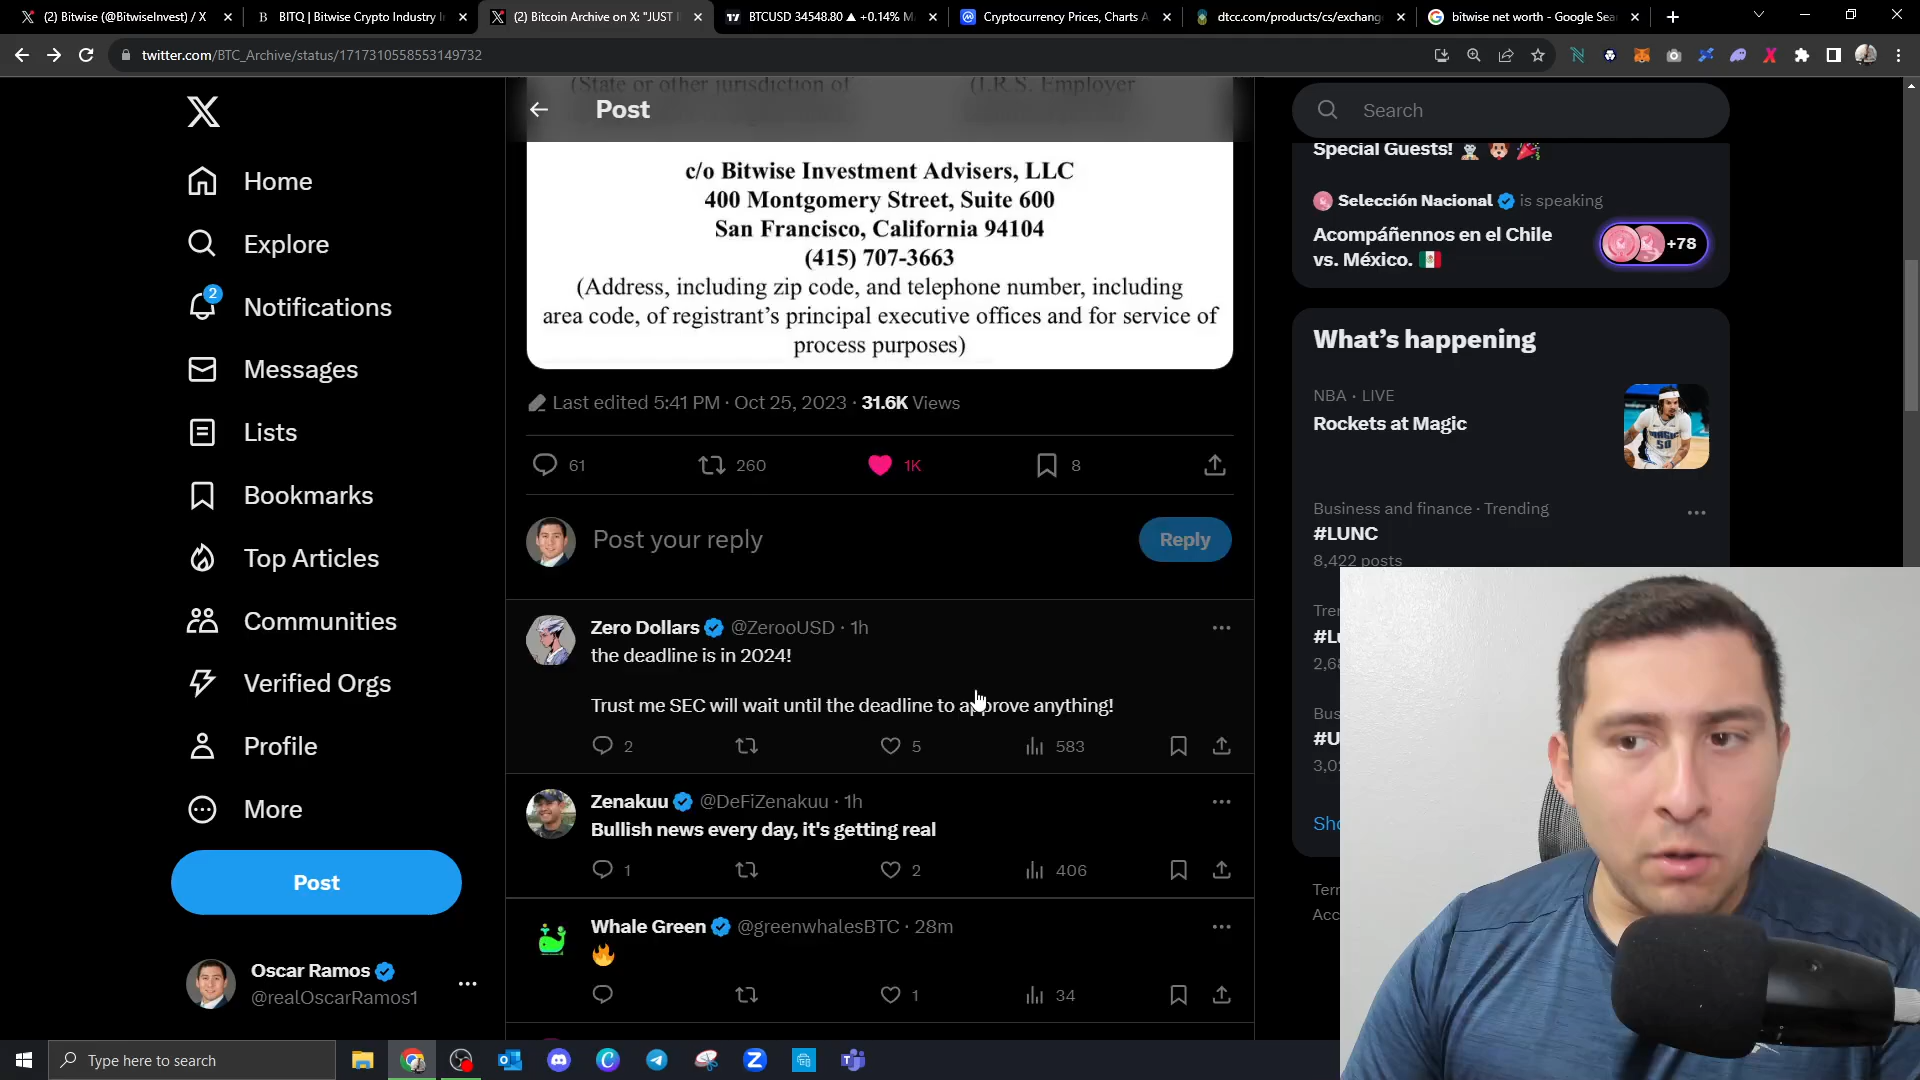 (2) Bitwise (@BitwiseInvest) / X
BITQ | Bitwise Crypto Industry I
(2) Bitcoin Archive on X: "JUST I
BTCUSD 34548.80 ▲ +0.14%
Cryptocurrency Prices, Charts A
dtcc.com/products/cs/exchange
bitwise net worth - Google Sea
twitter.com/BTC_Archive/status/1717310558553149732
(State or other jurisdiction of
(I.R.S. Employer
Post
c/o Bitwise Investment Advisers, LLC
400 Montgomery Street, Suite 600
San Francisco, California 94104
(415) 707-3663
(Address, including zip code, and telephone number, including
area code, of registrant's principal executive offices and for service of
process purposes)
Last edited 5:41 PM · Oct 25, 2023 · 31.6K Views
61
260
1K
8
Post your reply
Reply
Zero Dollars @ZerooUSD · 1h
the deadline is in 2024!
Trust me SEC will wait until the deadline to approve anything!
2
5
583
Zenakuu @DeFiZenakuu · 1h
Bullish news every day, it's getting real
1
2
406
Whale Green @greenwhalesBTC · 28m
1
34
Home
Explore
2
Notifications
Messages
Lists
Bookmarks
Top Articles
Communities
Verified Orgs
Profile
More
Post
Oscar Ramos
@realOscarRamos1
Search
Special Guests!
Selección Nacional is speaking
Acompáñennos en el Chile
vs. México.
+78
What's happening
NBA · LIVE
Rockets at Magic
Business and finance · Trending
#LUNC
8,422 posts
Type here to search